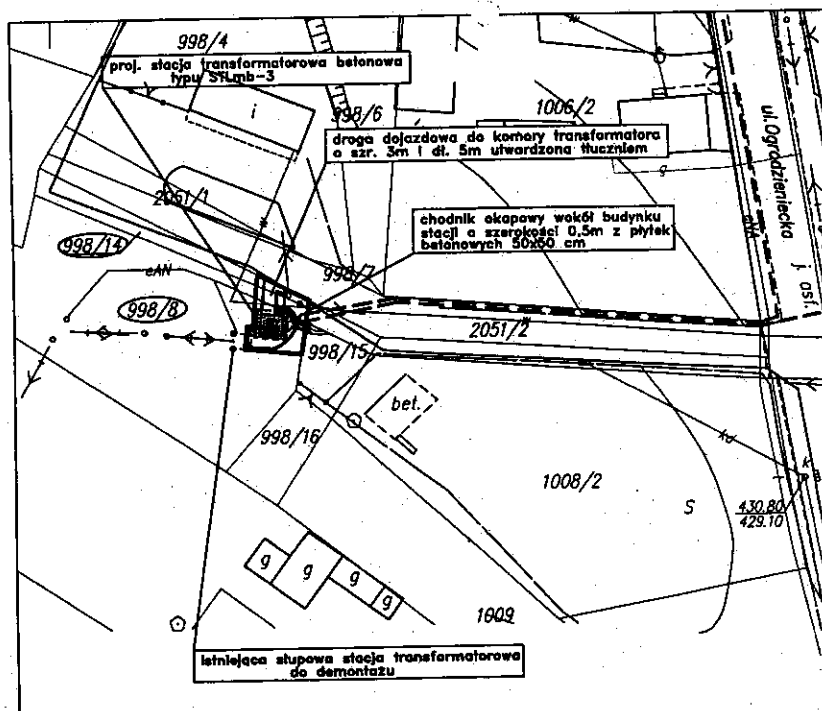 998/4
proj. stacja transformatorowa betonowa
typu STLmb-3
i
998/6
1006/2
droga dojazdowa do komory transformatora
o szr. 3m i dł. 5m utwardzona tłuczniem
g
ul. Ogrodzieniecka
j. asf.
2051/1
chodnik okapowy wokół budynku
stacji o szerokości 0,5m z płytek
betonowych 50x50 cm
998/14
eAN
998/7
998/8
2051/2
998/15
bet.
998/16
kd
k
1008/2
S
430.80
429.10
g
g
g
g
1009
istniejąca słupowa stacja transformatorowa
do demontażu